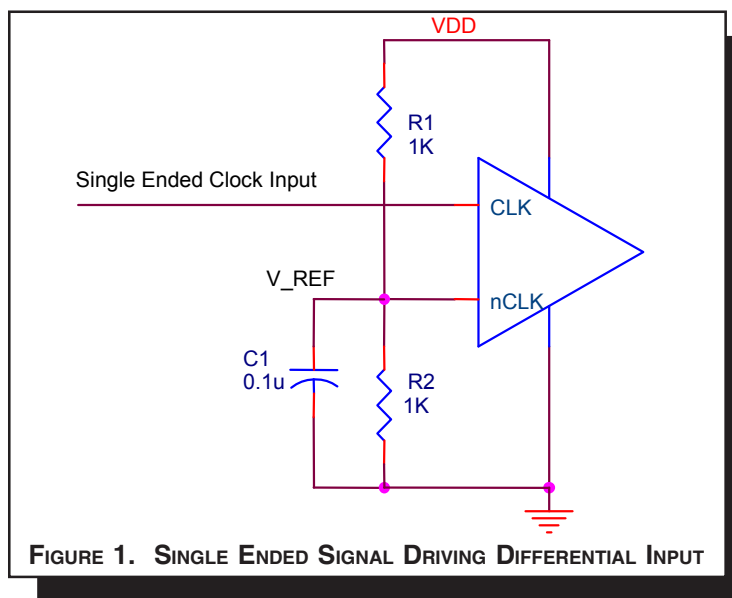 VDD
R1
1K
Single Ended Clock Input
CLK
V_REF
nCLK
C1
0.1u
R2
1K
FIGURE 1. SINGLE ENDED SIGNAL DRIVING DIFFERENTIAL INPUT